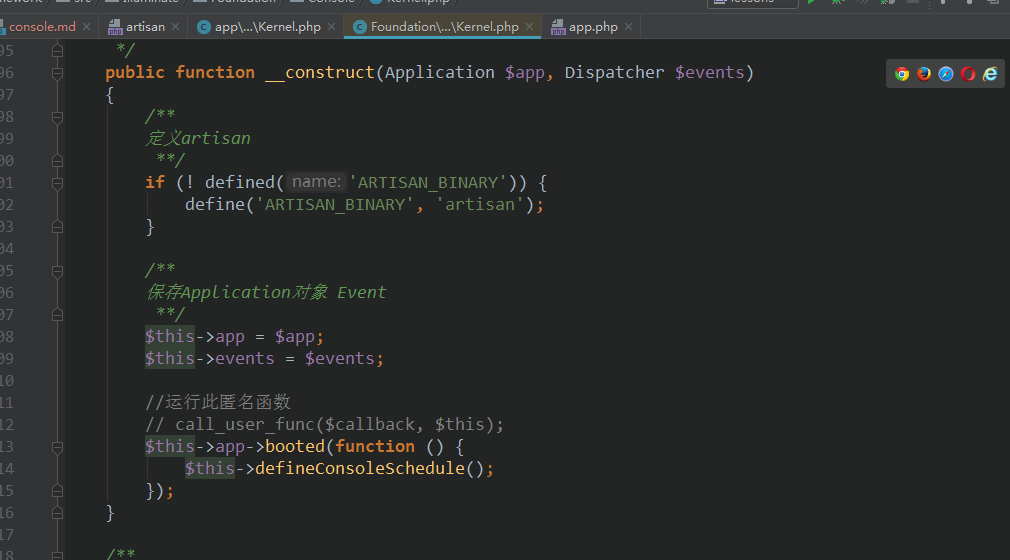 console.md
artisan
app\...\Kernel.php
Foundation\...\Kernel.php
app.php
95 */
96 public function __construct(Application $app, Dispatcher $events)
97 {
98 /**
99 定义artisan
00 **/
01 if (! defined( name: 'ARTISAN_BINARY')) {
02 define('ARTISAN_BINARY', 'artisan');
03 }
04
05 /**
06 保存Application对象 Event
07 **/
08 $this->app = $app;
09 $this->events = $events;
10
11 //运行此匿名函数
12 // call_user_func($callback, $this);
13 $this->app->booted(function () {
14 $this->defineConsoleSchedule();
15 });
16 }
17
18 /**